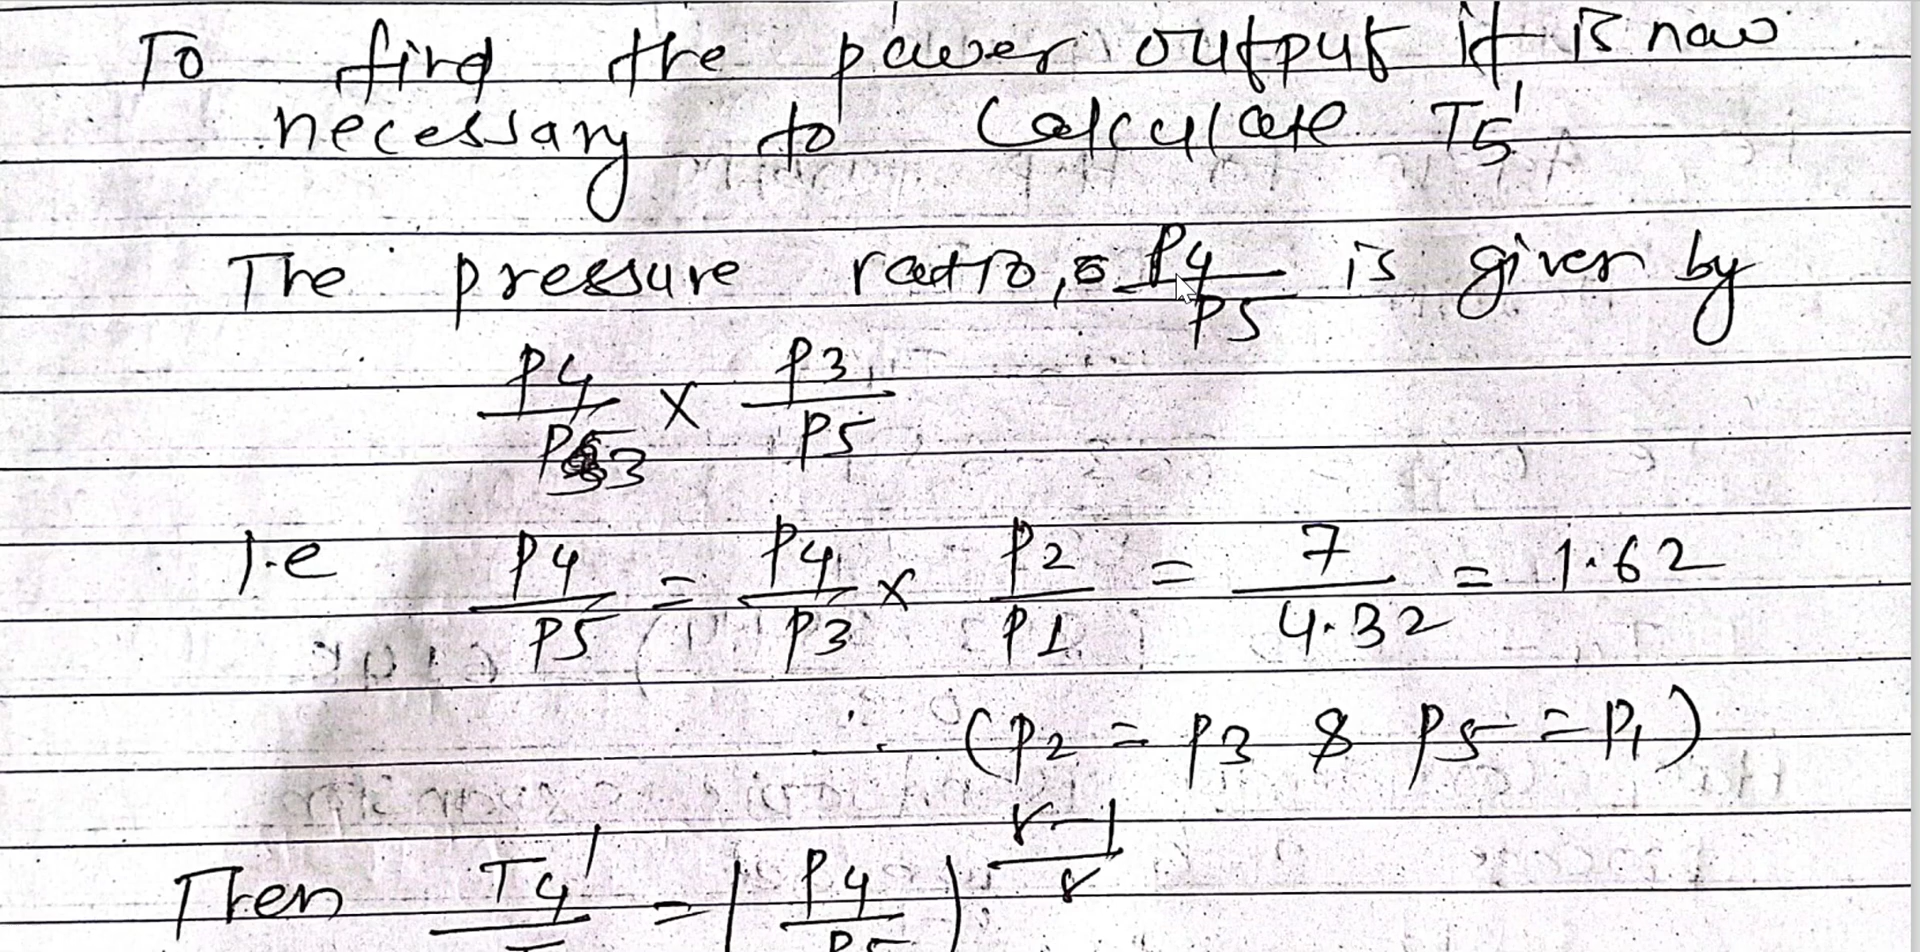 To find the power output it is now
necessary to Calculate T5'
The pressure ratio, P4/P5 is given by
P4/P3 × P3/P5
I.e P4/P5 = P4/P3 × P2/P1 = 7/4.32 = 1.62
∴ (P2 = P3 & P5 = P1)
Then T4'/ = (P4/P5)^(γ-1)/γ